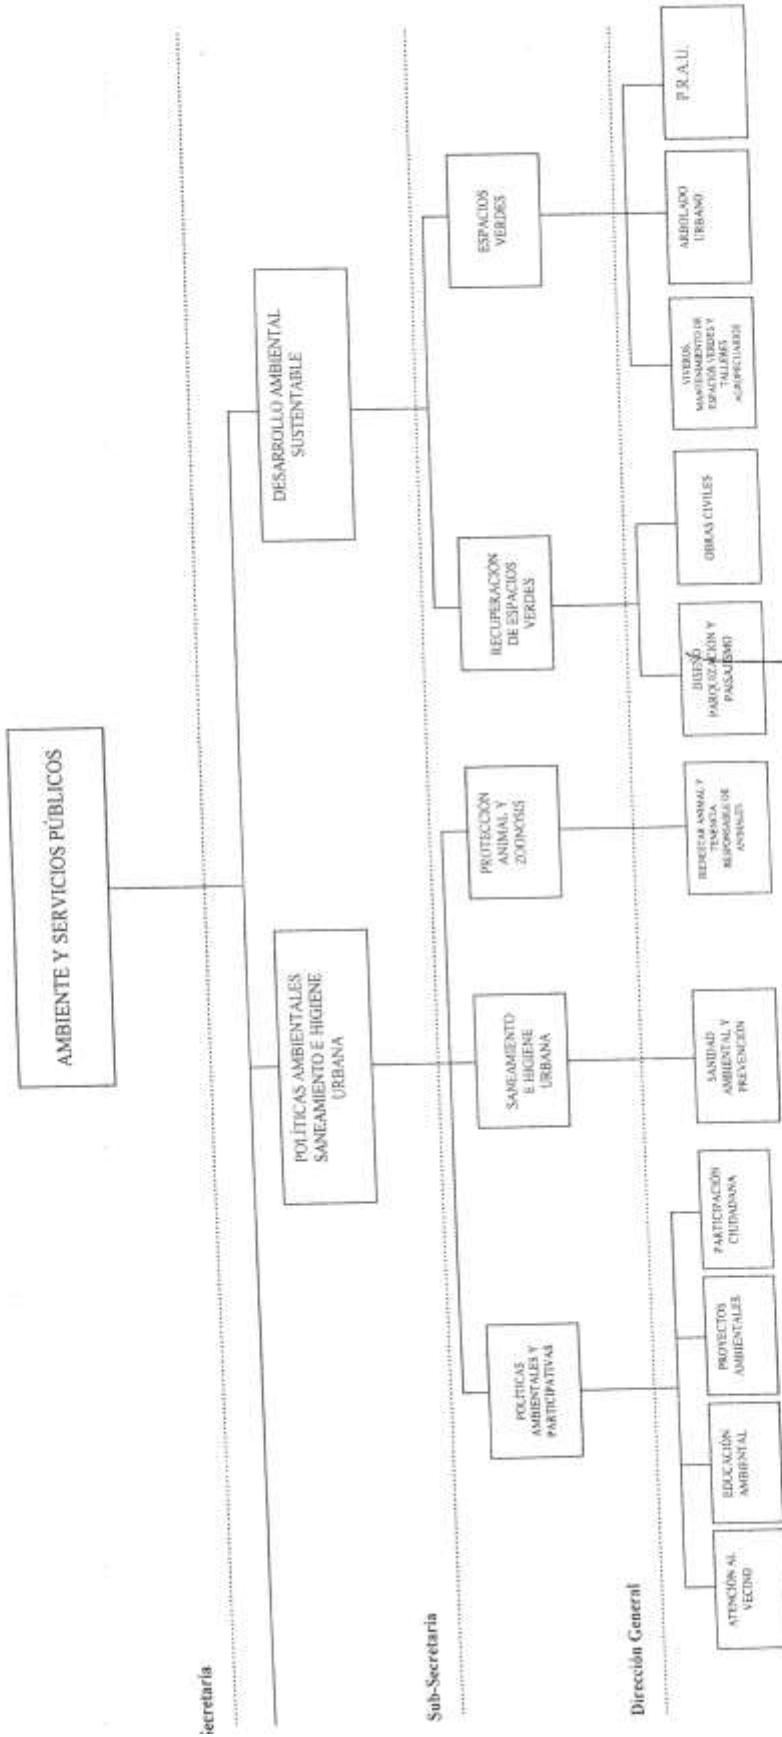 AMBIENTE Y SERVICIOS PÚBLICOS
ecretaría
POLÍTICAS AMBIENTALES
SANEAMIENTO E HIGIENE
URBANA
DESARROLLO AMBIENTAL
SUSTENTABLE
Sub-Secretaría
POLÍTICAS
AMBIENTALES Y
PARTICIPATIVAS
SANEAMIENTO
E HIGIENE
URBANA
PROTECCIÓN
ANIMAL Y
ZOONOSIS
RECUPERACIÓN
DE ESPACIOS
VERDES
ESPACIOS
VERDES
Dirección General
ATENCIÓN AL
VECINO
EDUCACIÓN
AMBIENTAL
PROYECTOS
AMBIENTALES
PARTICIPACIÓN
CIUDADANA
SANIDAD
AMBIENTAL Y
PREVENCIÓN
BIENESTAR ANIMAL Y
TENENCIA
RESPONSABLE DE
ANIMALES
DISEÑO
PARQUIZACIÓN Y
PAISAJISMO
OBRAS CIVILES
VIVEROS,
MANTENIMIENTO DE
ESPACIOS VERDES Y
TALLERES
AGROPECUARIOS
ARBOLADO
URBANO
P.R.A.U.